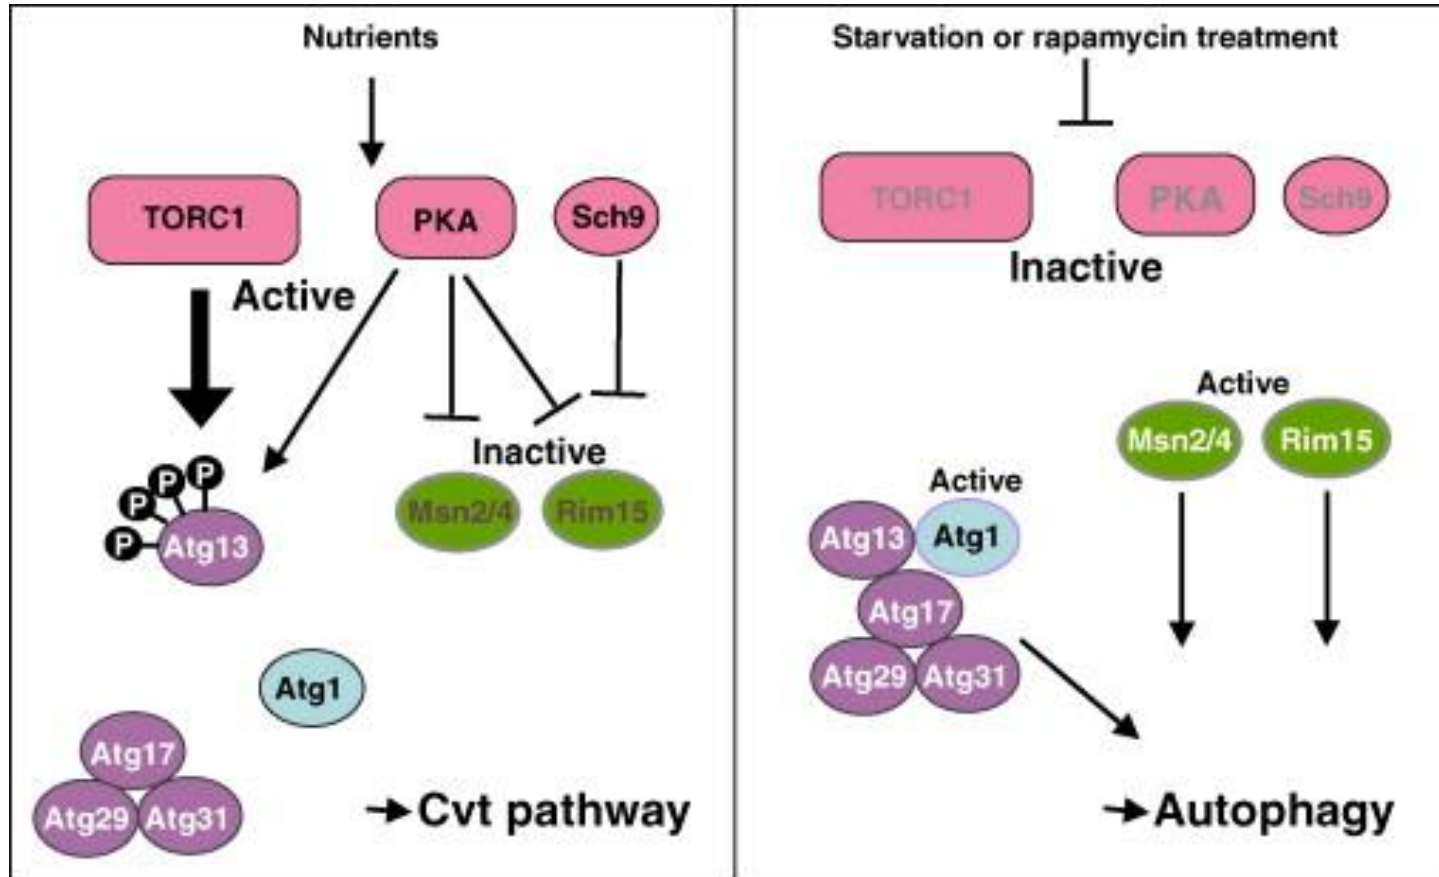 Nutrients
TORC1
PKA
Sch9
Active
Inactive
P
P
P
P
Atg13
Msn2/4
Rim15
Atg1
Atg17
Atg29
Atg31
Cvt pathway
Starvation or rapamycin treatment
TORC1
PKA
Sch9
Inactive
Active
Msn2/4
Rim15
Active
Atg13
Atg1
Atg17
Atg29
Atg31
Autophagy